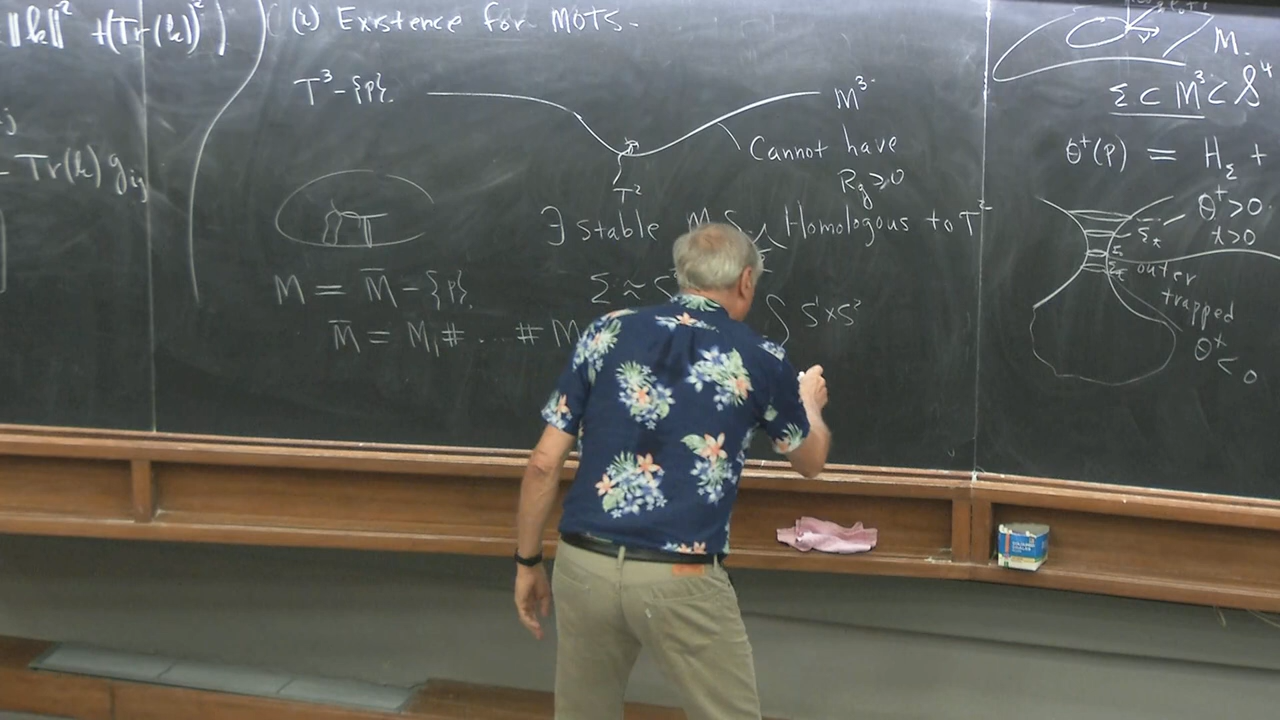 ‖k‖² + (Tr(k))²)
Tr(k) g_ij
(2) Existence for MOTS.
T³ - {p}.
M³
Cannot have
R_g ≥ 0
T²
∃ stable
Homologous to T²
M = M̄ - {p}.
Σ ≈ S
M̄ = M₁ # ... # M
S¹×S²
M.
Σ ⊂ M³ ⊂ 𝒮⁴
θ⁺(p) = H_Σ +
θ⁺>0
t>0
Σ_t
outer
trapped
θ⁺
< 0